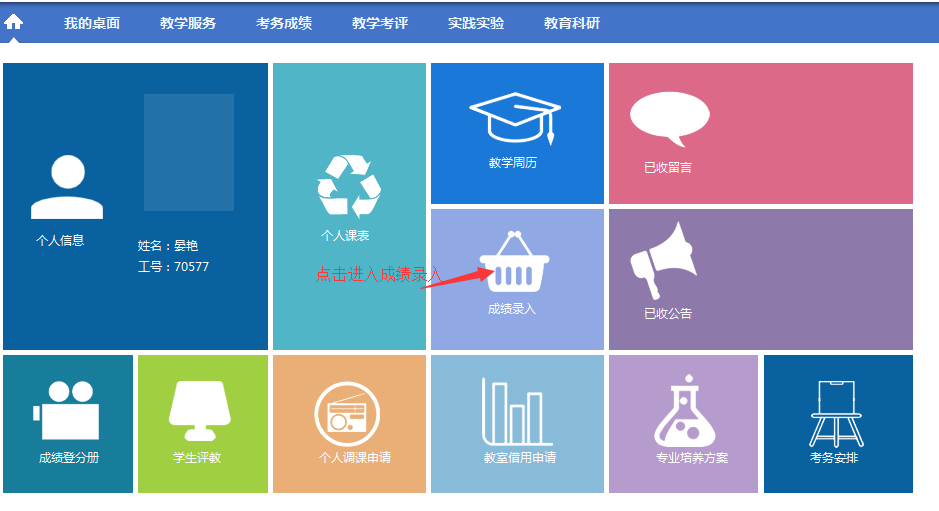 我的桌面 教学服务 考务成绩 教学考评 实践实验 教育科研
个人信息
姓名：晏艳
工号：70577
个人课表
教学周历
已收留言
点击进入成绩录入
成绩录入
已收公告
成绩登分册
学生评教
个人调课申请
教室借用申请
专业培养方案
考务安排